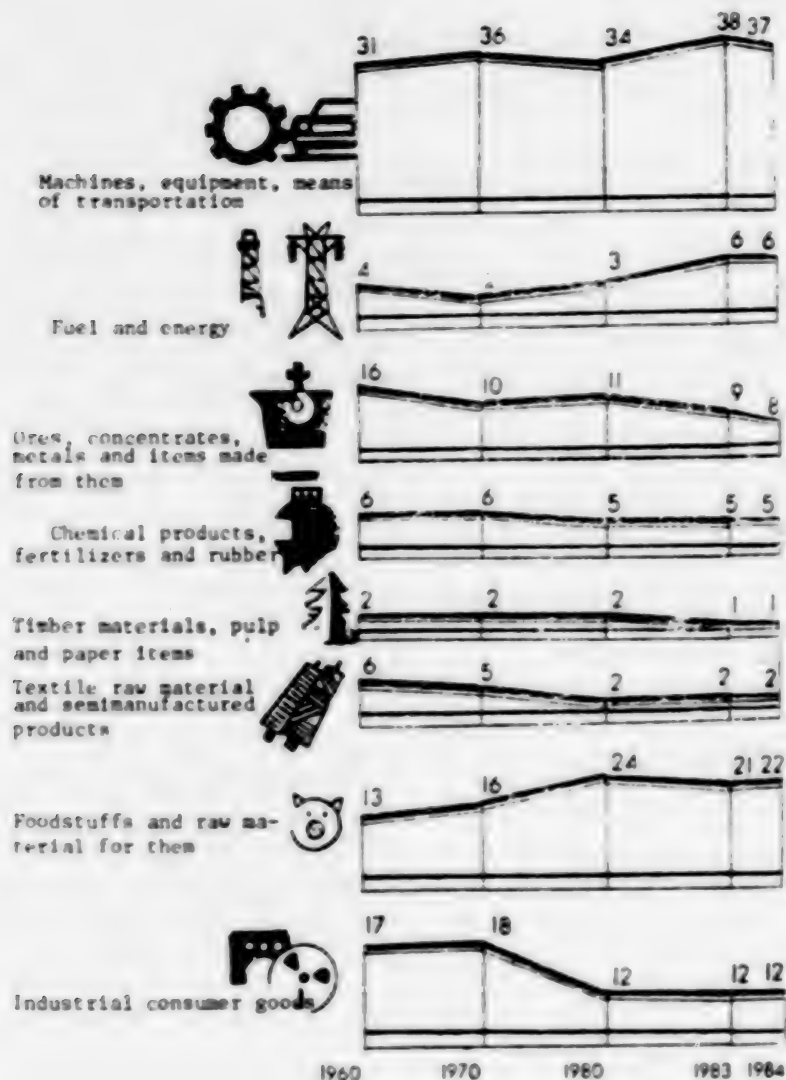 31 36 34 38 37
Machines, equipment, means
of transportation
4 3 6 6
Fuel and energy
16 10 11 9 8
Ores, concentrates,
metals and items made
from them
6 6 5 5 5
Chemical products,
fertilizers and rubber
2 2 2 1 1
Timber materials, pulp
and paper items
6 5 2 2 2
Textile raw material
and semimanufactured
products
13 16 24 21 22
Foodstuffs and raw ma-
terial for them
17 18 12 12 12
Industrial consumer goods
1960 1970 1980 1983 1984